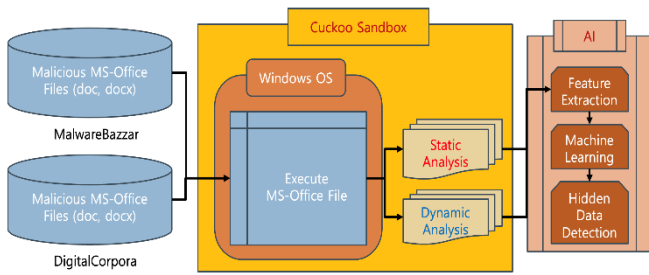 Cuckoo Sandbox
AI
Malicious MS-Office
Files (doc, docx)
MalwareBazzar
Malicious MS-Office
Files (doc, docx)
DigitalCorpora
Windows OS
Execute
MS-Office File
Static
Analysis
Dynamic
Analysis
Feature
Extraction
Machine
Learning
Hidden
Data
Detection